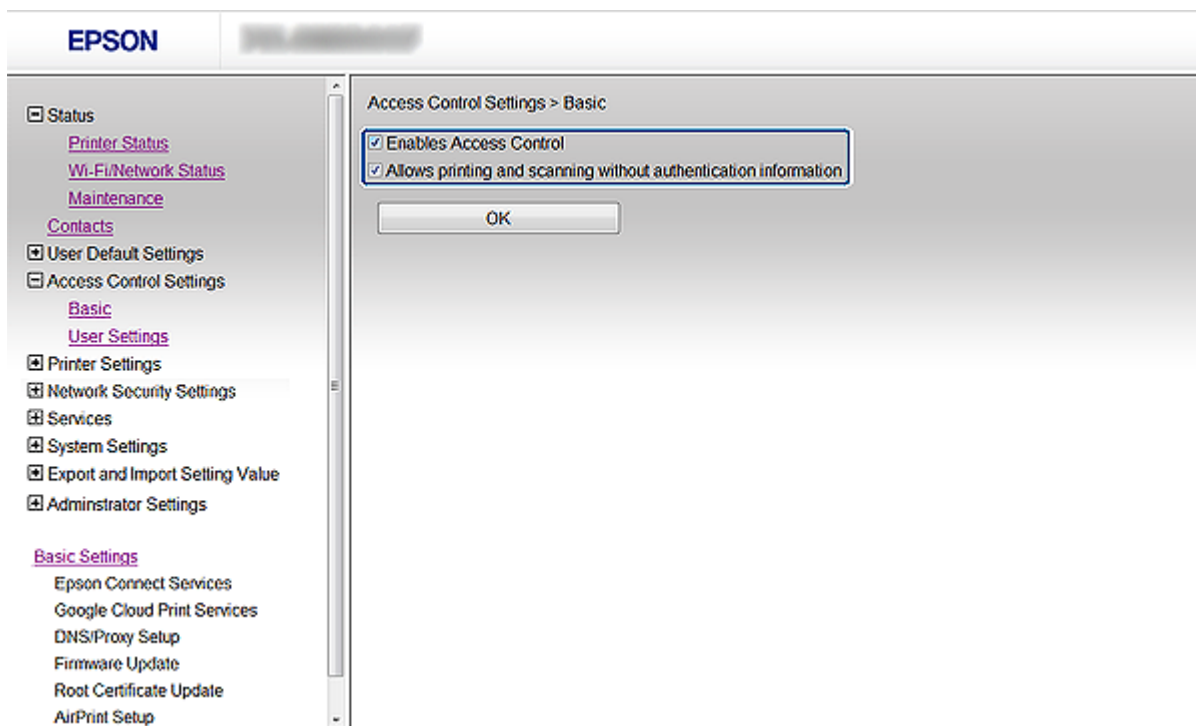 EPSON
Status
Printer Status
Wi-Fi/Network Status
Maintenance
Contacts
User Default Settings
Access Control Settings
Basic
User Settings
Printer Settings
Network Security Settings
Services
System Settings
Export and Import Setting Value
Adminstrator Settings
Basic Settings
Epson Connect Services
Google Cloud Print Services
DNS/Proxy Setup
Firmware Update
Root Certificate Update
AirPrint Setup
Access Control Settings > Basic
Enables Access Control
Allows printing and scanning without authentication information
OK